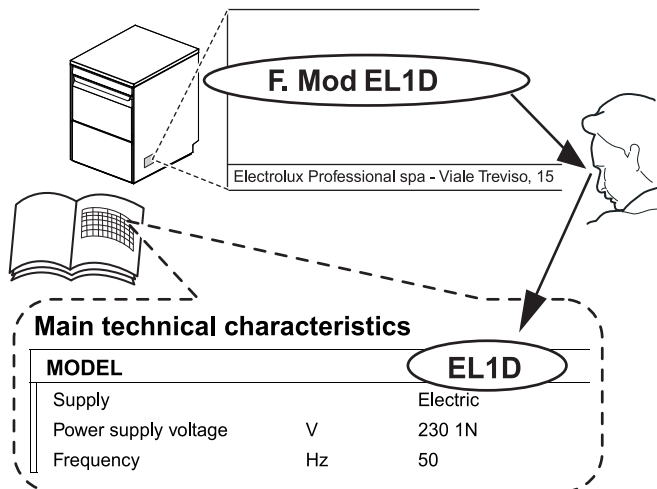 F. Mod EL1D
Electrolux Professional spa - Viale Treviso, 15
Main technical characteristics
MODEL EL1D
Supply Electric
Power supply voltage V 230 1N
Frequency Hz 50